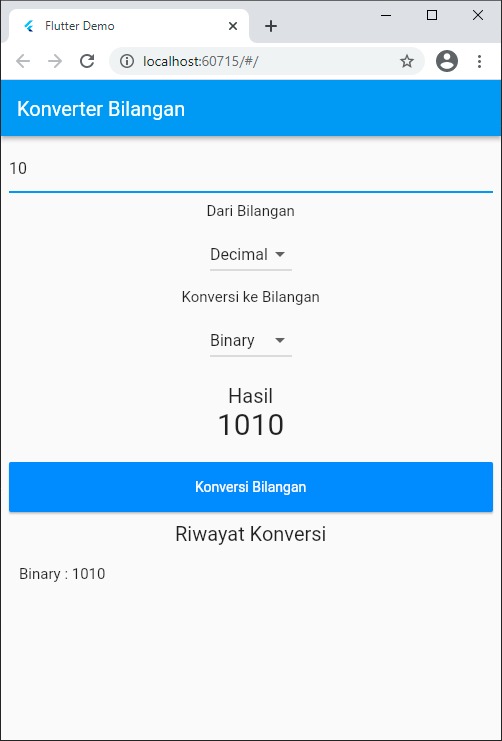 Flutter Demo
localhost:60715/#/
Konverter Bilangan
10
Dari Bilangan
Decimal
Konversi ke Bilangan
Binary
Hasil
1010
Konversi Bilangan
Riwayat Konversi
Binary : 1010